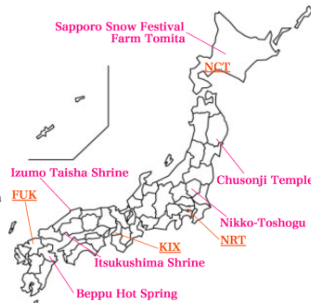 Sapporo Snow Festival
Farm Tomita
NCT
Chusonji Temple
Izumo Taisha Shrine
FUK
Nikko-Toshogu
NRT
KIX
Itsukushima Shrine
Beppu Hot Spring